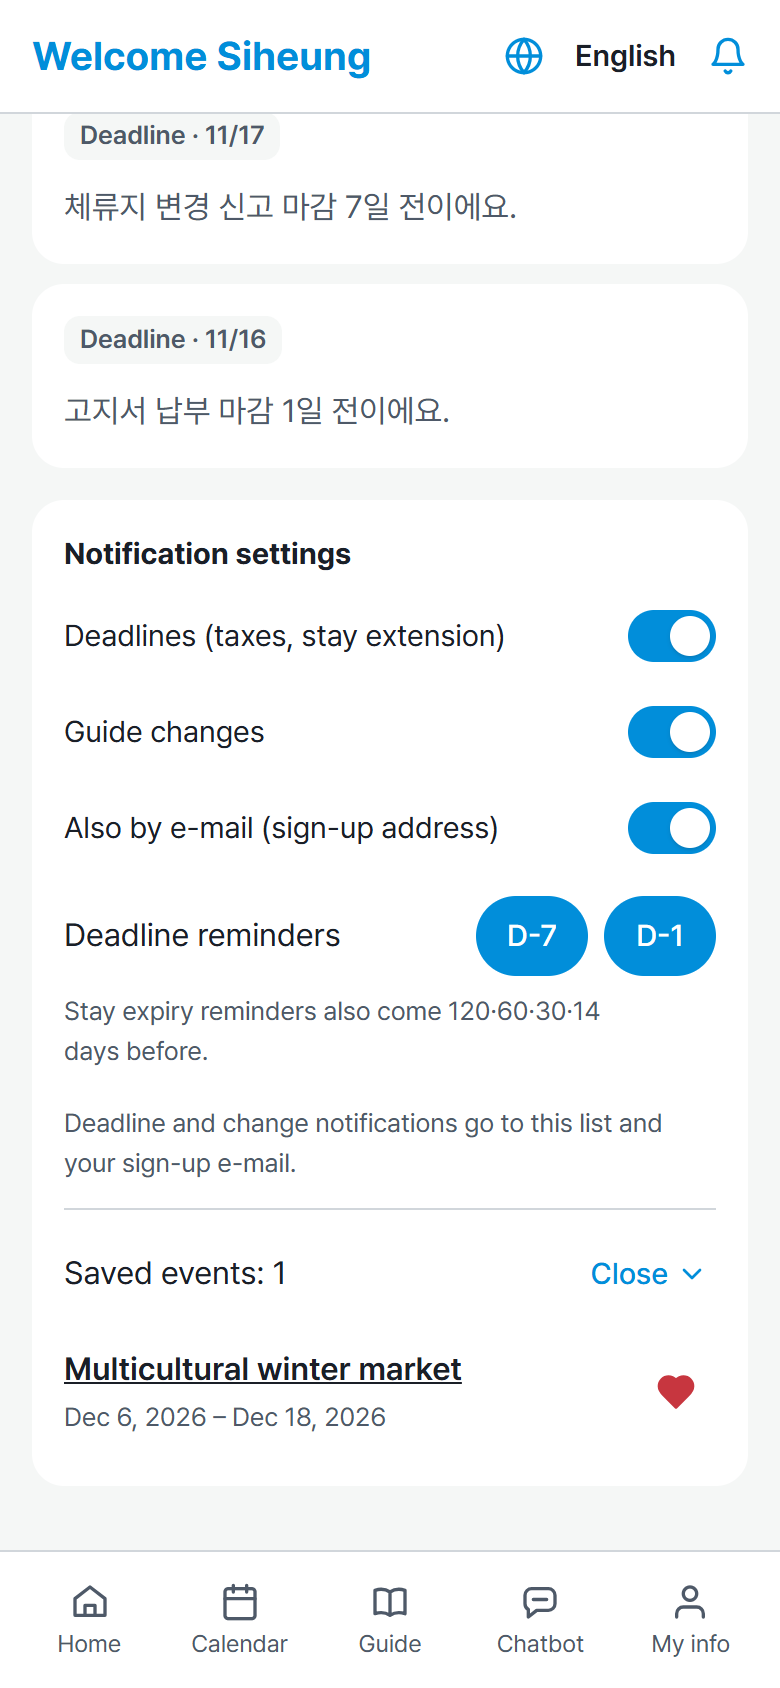 Welcome Siheung
English
Deadline · 11/17
체류지 변경 신고 마감 7일 전이에요.
Deadline · 11/16
고지서 납부 마감 1일 전이에요.
Notification settings
Deadlines (taxes, stay extension)
Guide changes
Also by e-mail (sign-up address)
Deadline reminders
D-7
D-1
Stay expiry reminders also come 120·60·30·14
days before.
Deadline and change notifications go to this list and
your sign-up e-mail.
Saved events: 1
Close
Multicultural winter market
Dec 6, 2026 – Dec 18, 2026
Home
Calendar
Guide
Chatbot
My info